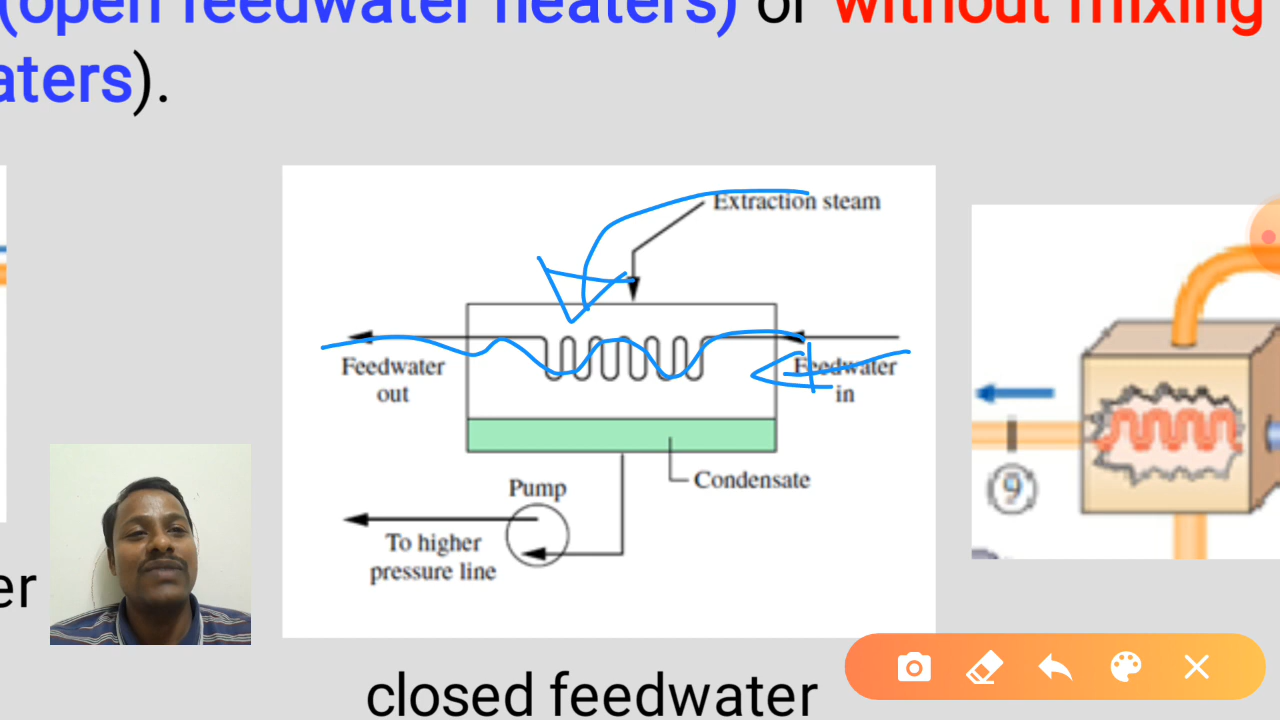 (open feedwater heaters) or without mixing
aters).
Extraction steam
Feedwater
out
Feedwater
in
Condensate
Pump
To higher
pressure line
9
er
closed feedwater